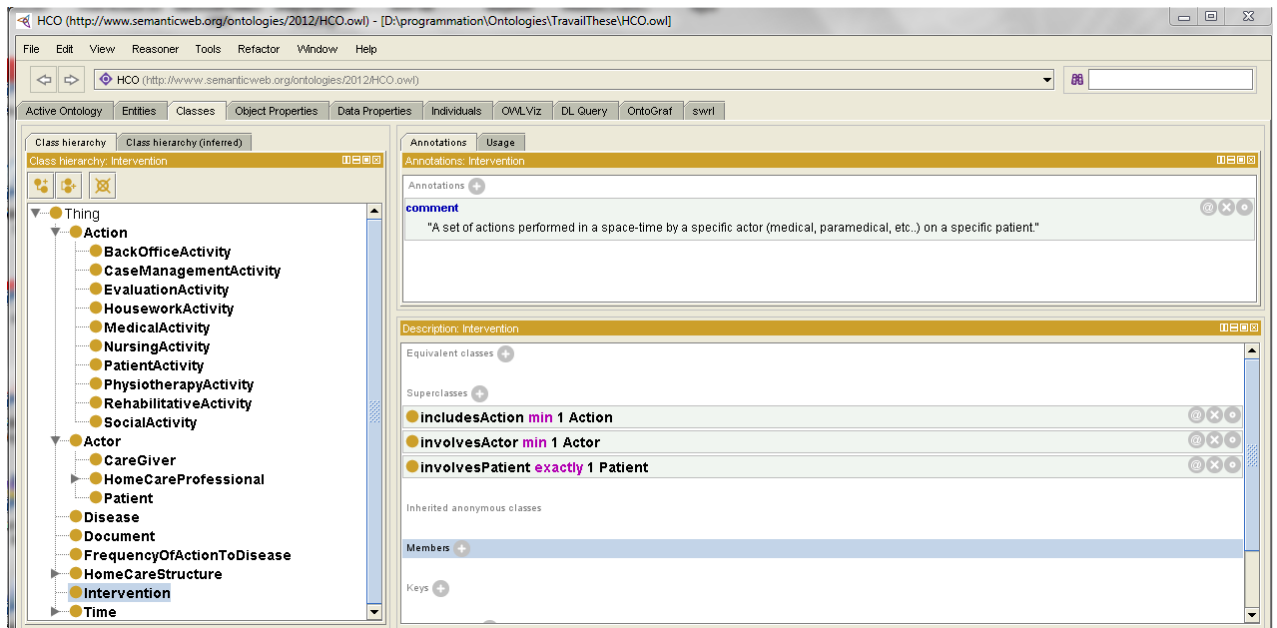 HCO (http://www.semanticweb.org/ontologies/2012/HCO.owl) - [D:\programmation\Ontologies\TravailThese\HCO.owl]
File Edit View Reasoner Tools Refactor Window Help
HCO (http://www.semanticweb.org/ontologies/2012/HCO.owl)
Active Ontology Entities Classes Object Properties Data Properties Individuals OWLViz DL Query OntoGraf swrl
Class hierarchy Class hierarchy (inferred)
Class hierarchy: Intervention
Thing
Action
BackOfficeActivity
CaseManagementActivity
EvaluationActivity
HouseworkActivity
MedicalActivity
NursingActivity
PatientActivity
PhysiotherapyActivity
RehabilitativeActivity
SocialActivity
Actor
CareGiver
HomeCareProfessional
Patient
Disease
Document
FrequencyOfActionToDisease
HomeCareStructure
Intervention
Time
Annotations Usage
Annotations: Intervention
Annotations
comment
"A set of actions performed in a space-time by a specific actor (medical, paramedical, etc..) on a specific patient."
Description: Intervention
Equivalent classes
Superclasses
includesAction min 1 Action
involvesActor min 1 Actor
involvesPatient exactly 1 Patient
Inherited anonymous classes
Members
Keys